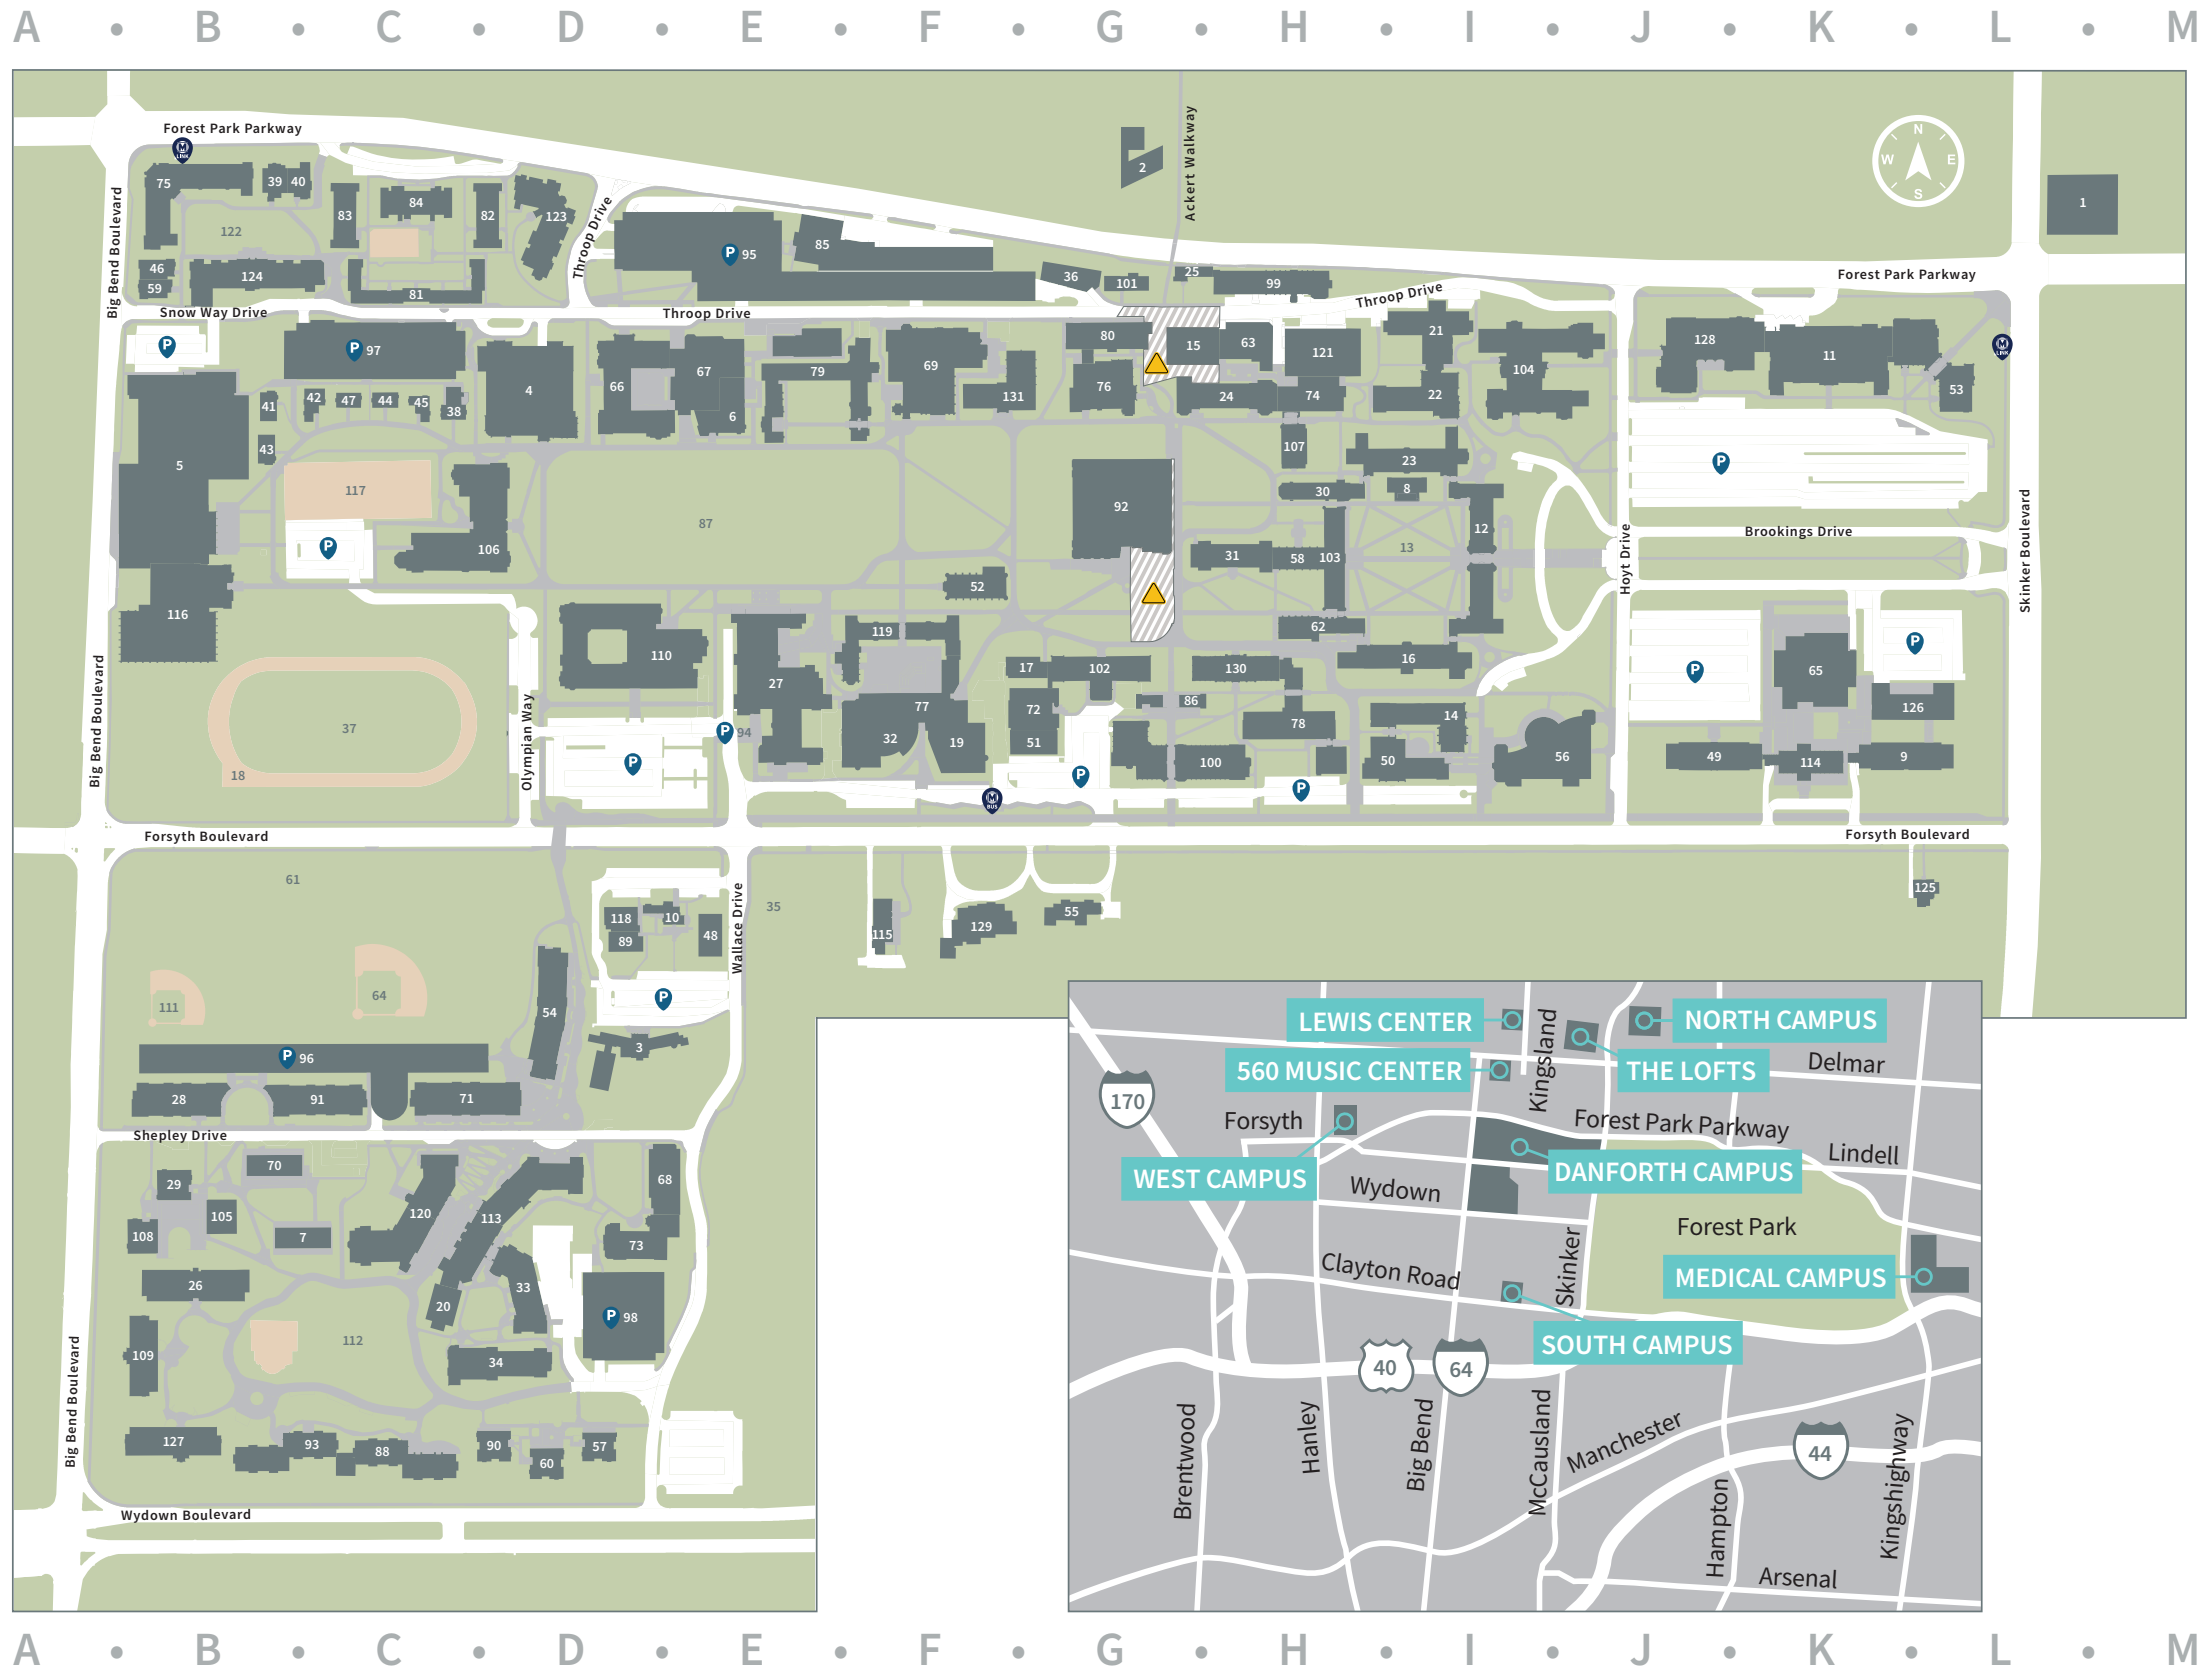 A • B • C • D • E • F • G • H • I • J • K • L • M
Forest Park Parkway
M LINK
Ackert Walkway
2
N
W E
S
1
75
39 40
83
84
82
123
122
Throop Drive
P 95
85
Big Bend Boulevard
46
59
124
81
36
101
25
99
Throop Drive
Forest Park Parkway
Snow Way Drive
Throop Drive
P
P 97
4
66
67
6
79
69
131
80
76
15
63
121
24
74
21
22
104
128
11
53
M LINK
41
42
47
44
45
38
43
5
117
106
P
87
92
107
23
30
8
12
31
58
103
13
P
Brookings Drive
Hoyt Drive
Skinker Boulevard
116
52
110
27
119
62
16
17
102
130
86
72
51
77
32
19
78
14
50
56
100
P
65
P
126
49
114
9
Big Bend Boulevard
37
18
Olympian Way
P
P 94
P
P
M BUS
Forsyth Boulevard
Forsyth Boulevard
61
35
125
118
10
89
48
Wallace Drive
115
129
55
111
64
54
P
3
P 96
28
91
71
Shepley Drive
29
70
105
108
7
120
113
68
73
26
20
33
P 98
109
112
34
127
93
88
90
60
57
Big Bend Boulevard
Wydown Boulevard
LEWIS CENTER
NORTH CAMPUS
Kingsland
560 MUSIC CENTER
THE LOFTS
Delmar
170
Forsyth
Forest Park Parkway
Lindell
WEST CAMPUS
DANFORTH CAMPUS
Wydown
Forest Park
Skinker
Clayton Road
MEDICAL CAMPUS
SOUTH CAMPUS
40
64
Brentwood
Hanley
Big Bend
McCausland
Manchester
44
Hampton
Kingshighway
Arsenal
A • B • C • D • E • F • G • H • I • J • K • L • M